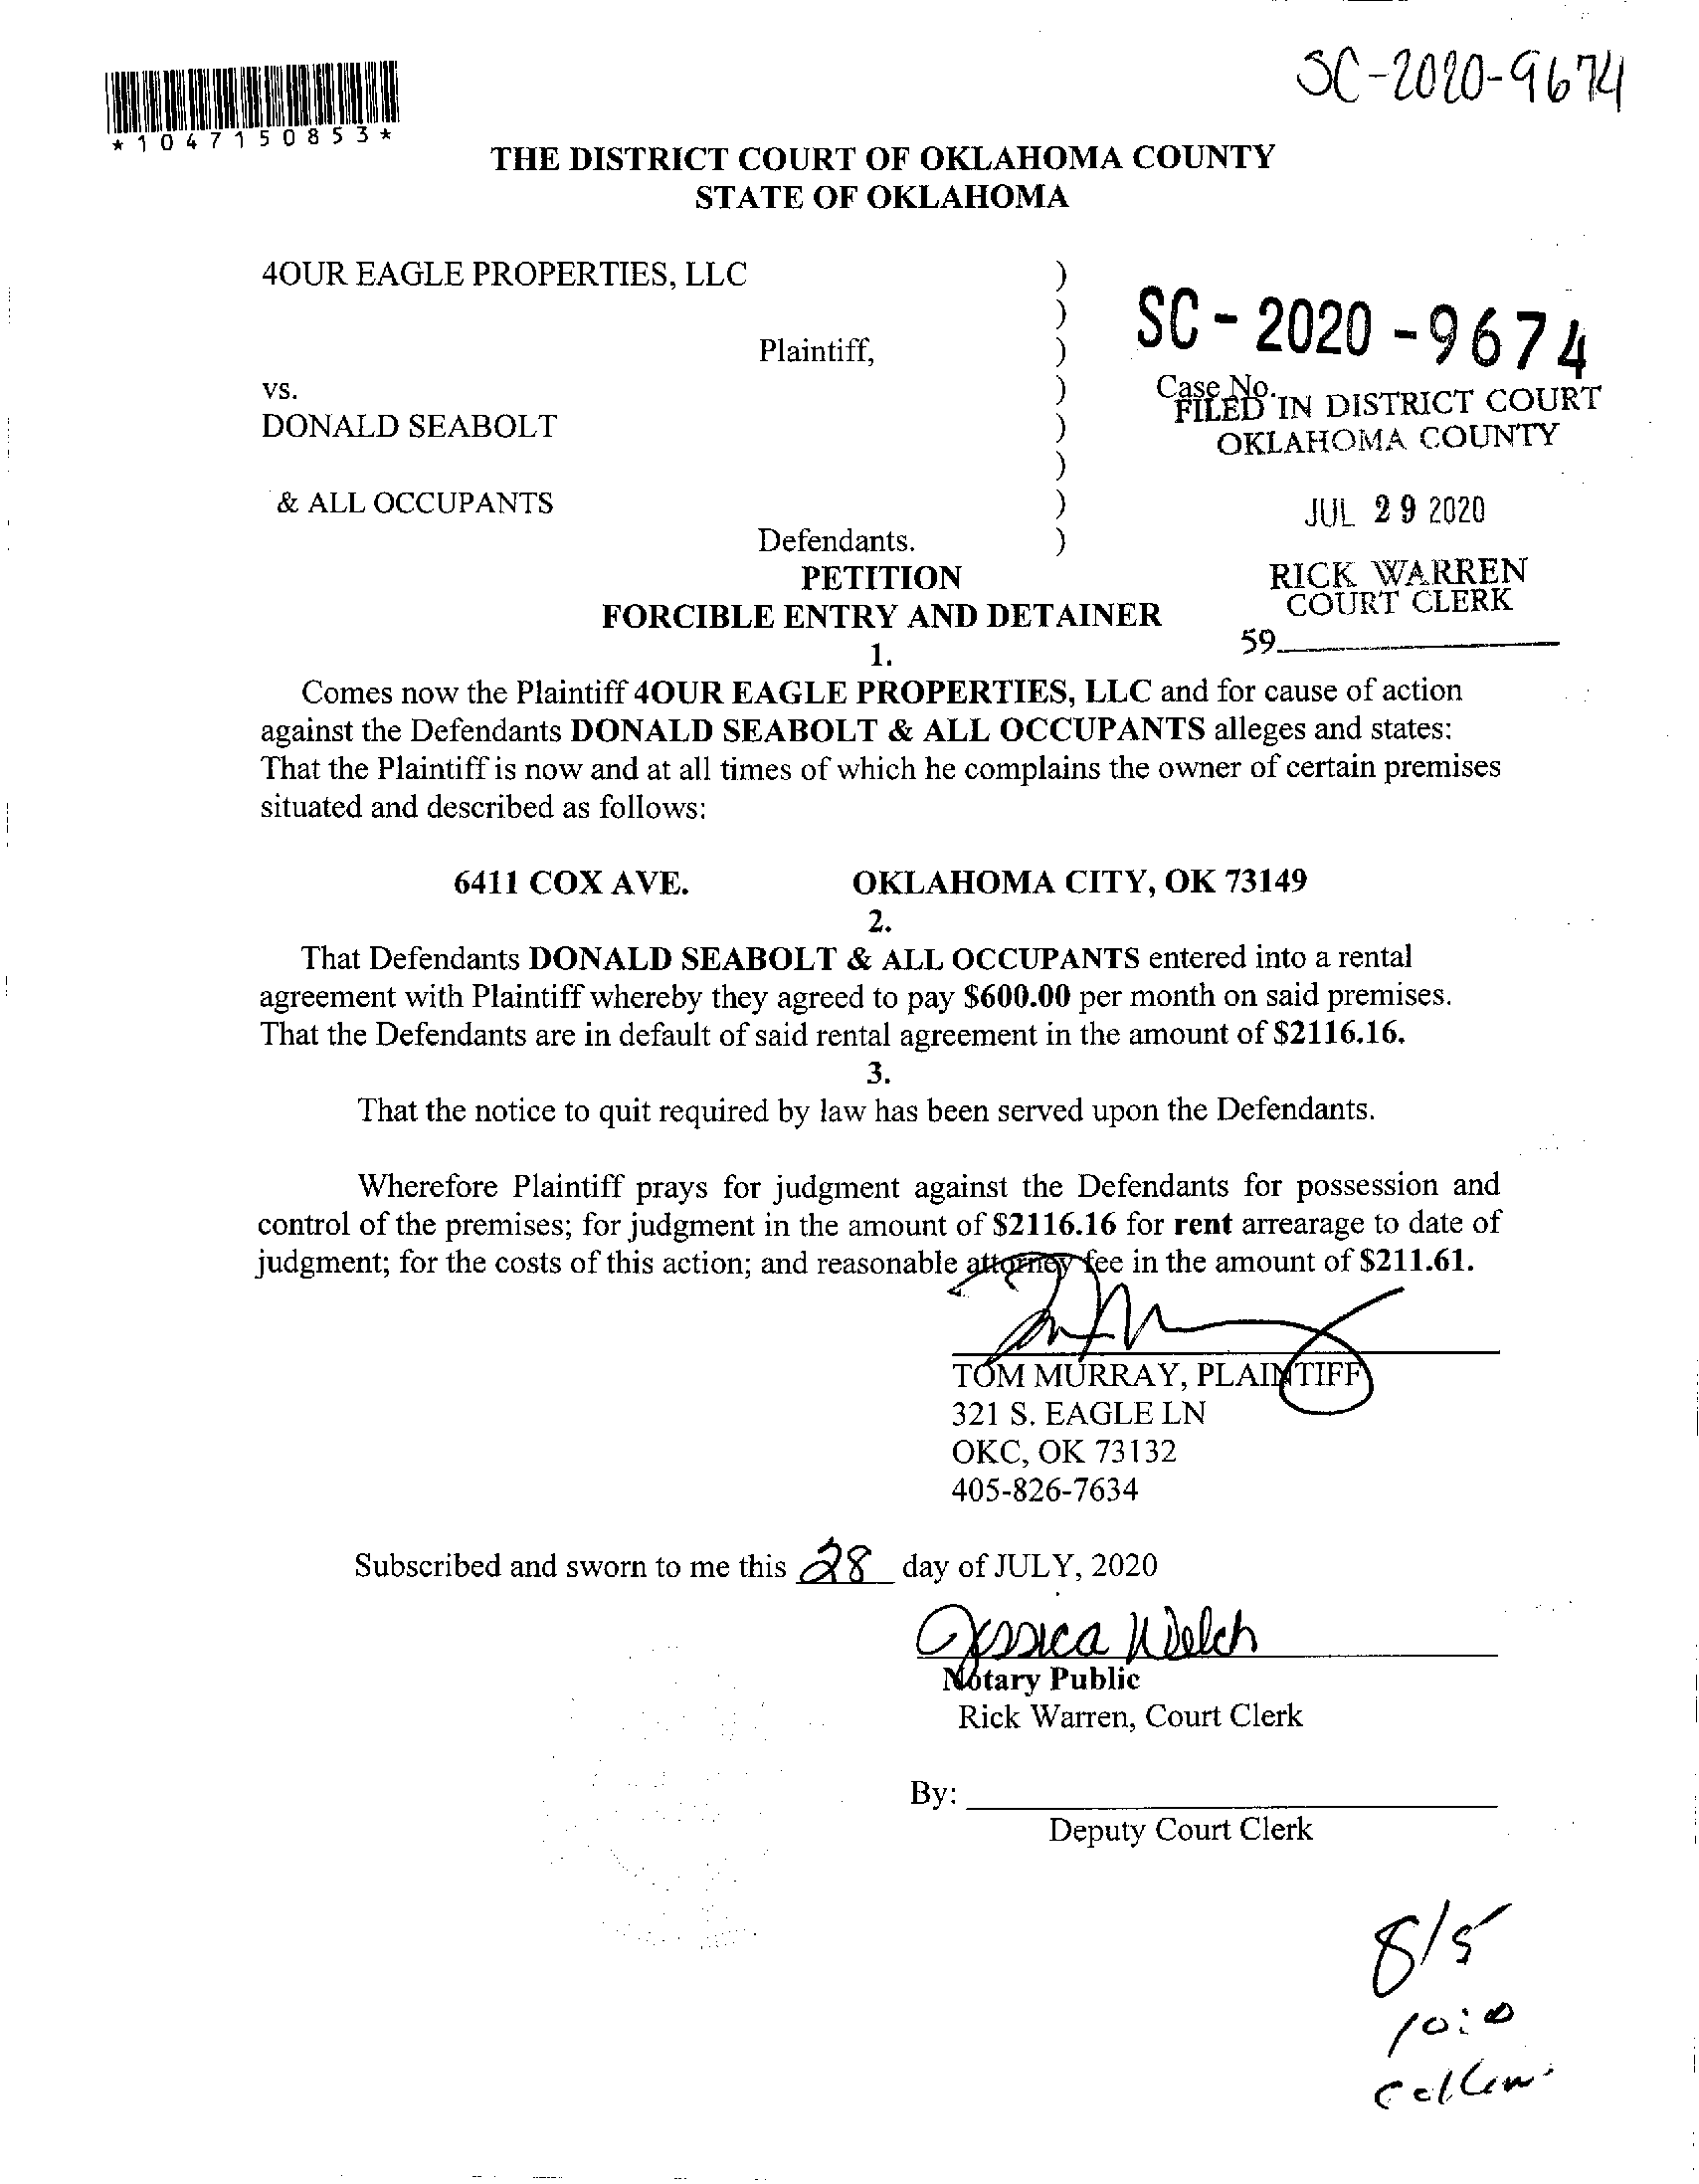 SC-2020-9674
*1047150853*
THE DISTRICT COURT OF OKLAHOMA COUNTY
STATE OF OKLAHOMA
4OUR EAGLE PROPERTIES, LLC )
)
Plaintiff, )
SC-2020-9674
vs. )
Case No.
FILED IN DISTRICT COURT
OKLAHOMA COUNTY
DONALD SEABOLT )
)
& ALL OCCUPANTS )
JUL 29 2020
Defendants. )
PETITION
RICK WARREN
COURT CLERK
FORCIBLE ENTRY AND DETAINER
59
1.
Comes now the Plaintiff 4OUR EAGLE PROPERTIES, LLC and for cause of action
against the Defendants DONALD SEABOLT & ALL OCCUPANTS alleges and states:
That the Plaintiff is now and at all times of which he complains the owner of certain premises
situated and described as follows:
6411 COX AVE. OKLAHOMA CITY, OK 73149
2.
That Defendants DONALD SEABOLT & ALL OCCUPANTS entered into a rental
agreement with Plaintiff whereby they agreed to pay $600.00 per month on said premises.
That the Defendants are in default of said rental agreement in the amount of $2116.16.
3.
That the notice to quit required by law has been served upon the Defendants.
Wherefore Plaintiff prays for judgment against the Defendants for possession and
control of the premises; for judgment in the amount of $2116.16 for rent arrearage to date of
judgment; for the costs of this action; and reasonable attorney fee in the amount of $211.61.
TOM MURRAY, PLAINTIFF
321 S. EAGLE LN
OKC, OK 73132
405-826-7634
Subscribed and sworn to me this 28 day of JULY, 2020
Jessica Welch
Notary Public
Rick Warren, Court Clerk
By:
Deputy Court Clerk
8/5